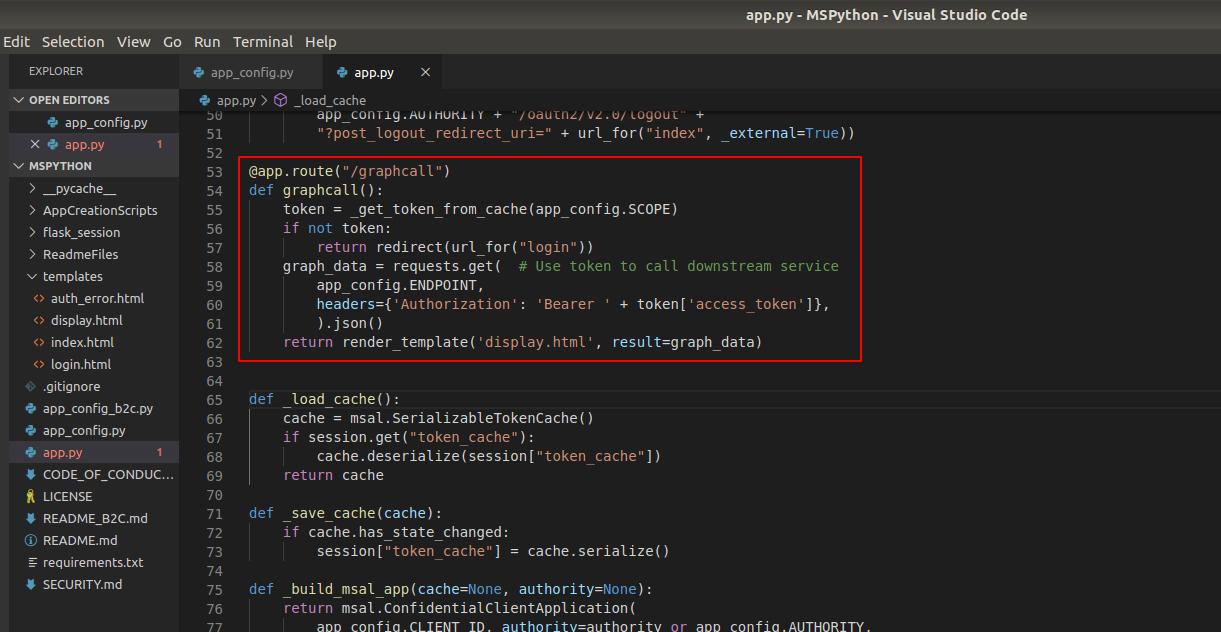 app.py - MSPython - Visual Studio Code
Edit Selection View Go Run Terminal Help
EXPLORER
OPEN EDITORS
app_config.py
app.py 1
MSPYTHON
__pycache__
AppCreationScripts
flask_session
ReadmeFiles
templates
auth_error.html
display.html
index.html
login.html
.gitignore
app_config_b2c.py
app_config.py
app.py 1
CODE_OF_CONDUC...
LICENSE
README_B2C.md
README.md
requirements.txt
SECURITY.md
app_config.py app.py
app.py > _load_cache
50 app_config.AUTHORITY + "/oauth2/v2.0/logout" +
51 "?post_logout_redirect_uri=" + url_for("index", _external=True))
52
53 @app.route("/graphcall")
54 def graphcall():
55 token = _get_token_from_cache(app_config.SCOPE)
56 if not token:
57 return redirect(url_for("login"))
58 graph_data = requests.get( # Use token to call downstream service
59 app_config.ENDPOINT,
60 headers={'Authorization': 'Bearer ' + token['access_token']},
61 ).json()
62 return render_template('display.html', result=graph_data)
63
64
65 def _load_cache():
66 cache = msal.SerializableTokenCache()
67 if session.get("token_cache"):
68 cache.deserialize(session["token_cache"])
69 return cache
70
71 def _save_cache(cache):
72 if cache.has_state_changed:
73 session["token_cache"] = cache.serialize()
74
75 def _build_msal_app(cache=None, authority=None):
76 return msal.ConfidentialClientApplication(
77 app_config.CLIENT_ID, authority=authority or app_config.AUTHORITY,